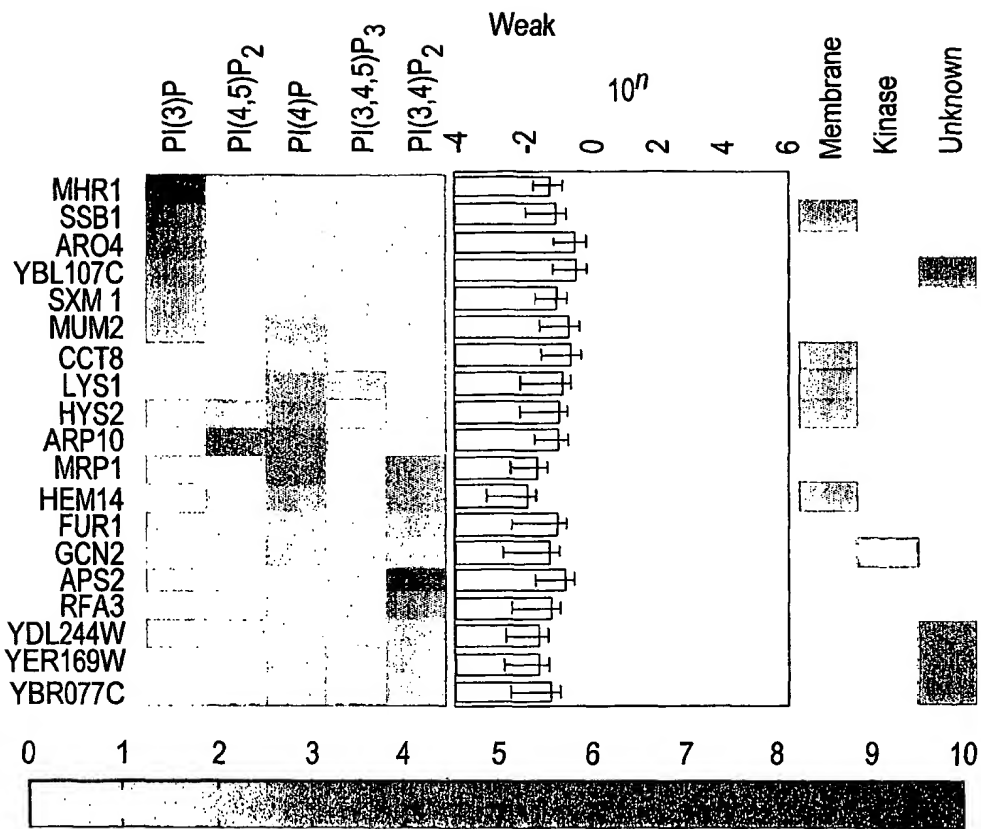 Weak
PI(3)P
PI(4,5)P2
PI(4)P
PI(3,4,5)P3
PI(3,4)P2
10n
-4 -2 0 2 4 6
Membrane
Kinase
Unknown
MHR1
SSB1
ARO4
YBL107C
SXM 1
MUM2
CCT8
LYS1
HYS2
ARP10
MRP1
HEM14
FUR1
GCN2
APS2
RFA3
YDL244W
YER169W
YBR077C
0 1 2 3 4 6 7 8 9 10